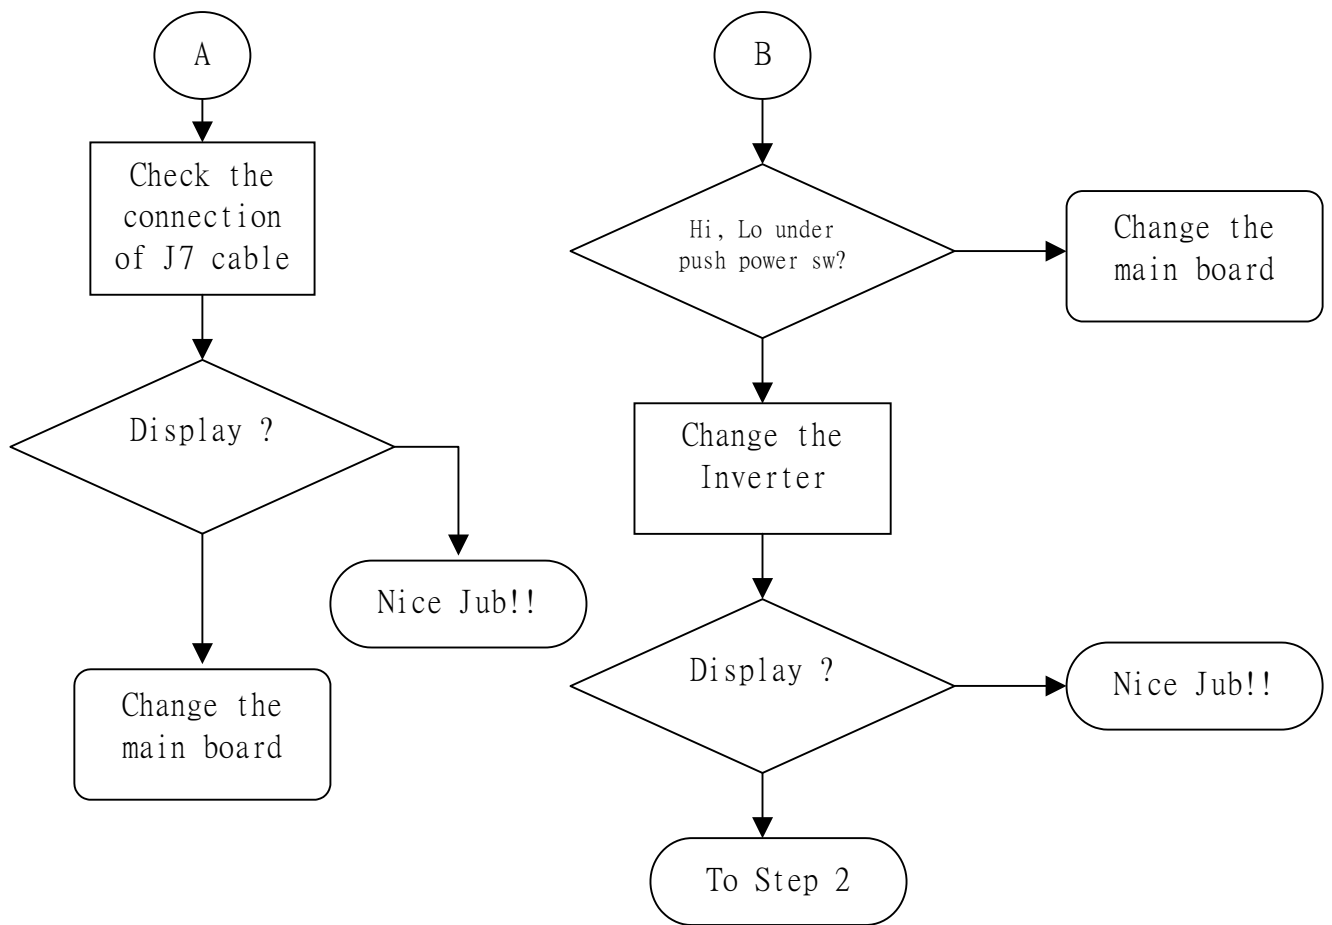 A
Check the
connection
of J7 cable
Display ?
Nice Jub!!
Change the
main board
B
Hi, Lo under
push power sw?
Change the
main board
Change the
Inverter
Display ?
Nice Jub!!
To Step 2